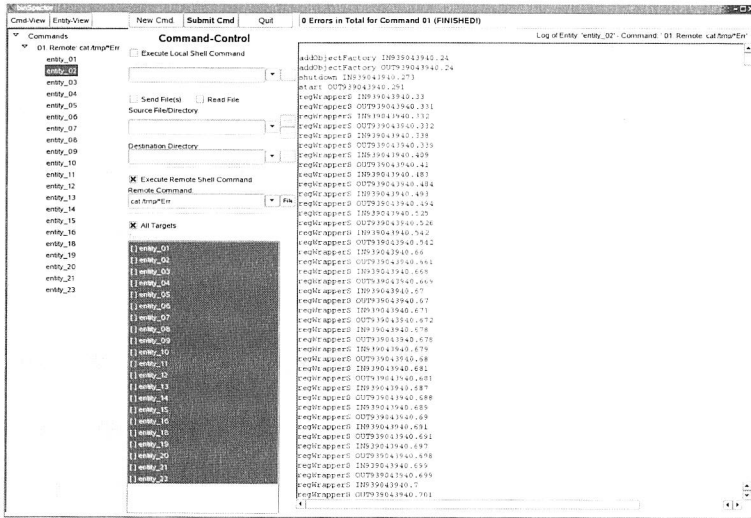 Cmd-View Entity-View
New Cmd. Submit Cmd Quit
0 Errors in Total for Command 01 (FINISHED!)
Commands
01 Remote: cat /tmp/*Err
entity_01
entity_02
entity_03
entity_04
entity_05
entity_06
entity_07
entity_08
entity_09
entity_10
entity_11
entity_12
entity_13
entity_14
entity_15
entity_16
entity_18
entity_19
entity_20
entity_21
entity_23
Command-Control
Execute Local Shell Command
Send File(s) Read File
Source File/Directory
Destination Directory
Execute Remote Shell Command
Remote Command
cat /tmp/*Err File
All Targets
[ ] entity_01
[ ] entity_02
[ ] entity_03
[ ] entity_04
[ ] entity_05
[ ] entity_06
[ ] entity_07
[ ] entity_08
[ ] entity_09
[ ] entity_10
[ ] entity_11
[ ] entity_12
[ ] entity_13
[ ] entity_14
[ ] entity_15
[ ] entity_16
[ ] entity_18
[ ] entity_19
[ ] entity_20
[ ] entity_21
[ ] entity_23
Log of Entity: 'entity_02' - Command: ' 01 Remote: cat /tmp/*Err'
addObjectFactory IN939043940.24
addObjectFactory OUT939043940.24
shutdown IN939043940.273
start OUT939043940.291
regWrapperS IN939043940.33
regWrapperS OUT939043940.331
regWrapperS IN939043940.332
regWrapperS OUT939043940.332
regWrapperS IN939043940.338
regWrapperS OUT939043940.339
regWrapperS IN939043940.409
regWrapperS OUT939043940.41
regWrapperS IN939043940.483
regWrapperS OUT939043940.484
regWrapperS IN939043940.493
regWrapperS OUT939043940.494
regWrapperS IN939043940.525
regWrapperS OUT939043940.526
regWrapperS IN939043940.542
regWrapperS OUT939043940.542
regWrapperS IN939043940.66
regWrapperS OUT939043940.661
regWrapperS IN939043940.668
regWrapperS OUT939043940.669
regWrapperS IN939043940.67
regWrapperS OUT939043940.67
regWrapperS IN939043940.671
regWrapperS OUT939043940.672
regWrapperS IN939043940.678
regWrapperS OUT939043940.678
regWrapperS IN939043940.679
regWrapperS OUT939043940.68
regWrapperS IN939043940.681
regWrapperS OUT939043940.681
regWrapperS IN939043940.687
regWrapperS OUT939043940.688
regWrapperS IN939043940.689
regWrapperS OUT939043940.69
regWrapperS IN939043940.691
regWrapperS OUT939043940.691
regWrapperS IN939043940.697
regWrapperS OUT939043940.698
regWrapperS IN939043940.699
regWrapperS OUT939043940.699
regWrapperS IN939043940.7
regWrapperS OUT939043940.701